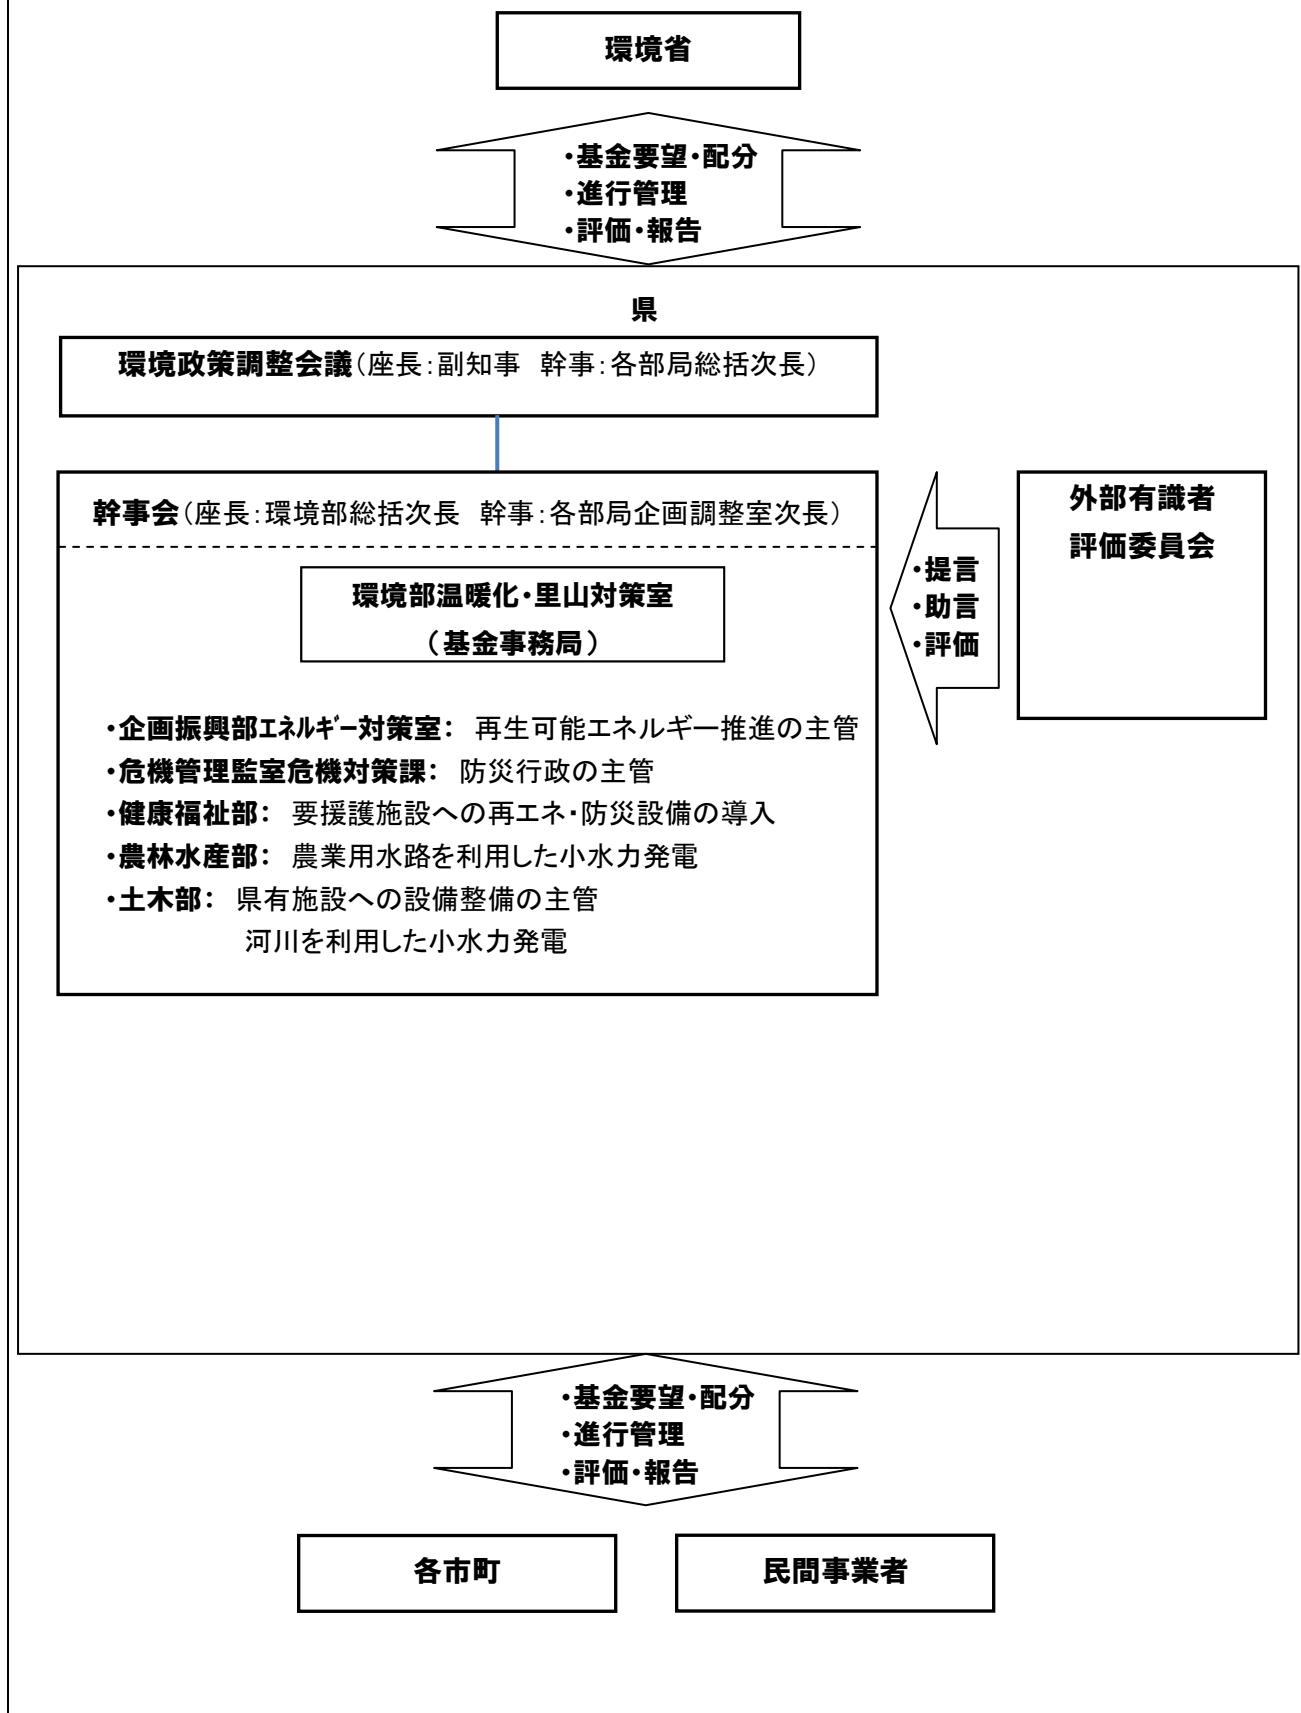 環境省
・基金要望・配分
・進行管理
・評価・報告
県
環境政策調整会議（座長：副知事　幹事：各部局総括次長）
幹事会（座長：環境部総括次長　幹事：各部局企画調整室次長）
環境部温暖化・里山対策室
（基金事務局）
・企画振興部ｴﾈﾙｷﾞｰ対策室：　再生可能エネルギー推進の主管
・危機管理監室危機対策課：　防災行政の主管
・健康福祉部：　要援護施設への再エネ・防災設備の導入
・農林水産部：　農業用水路を利用した小水力発電
・土木部：　県有施設への設備整備の主管
河川を利用した小水力発電
・提言
・助言
・評価
外部有識者
評価委員会
・基金要望・配分
・進行管理
・評価・報告
各市町
民間事業者